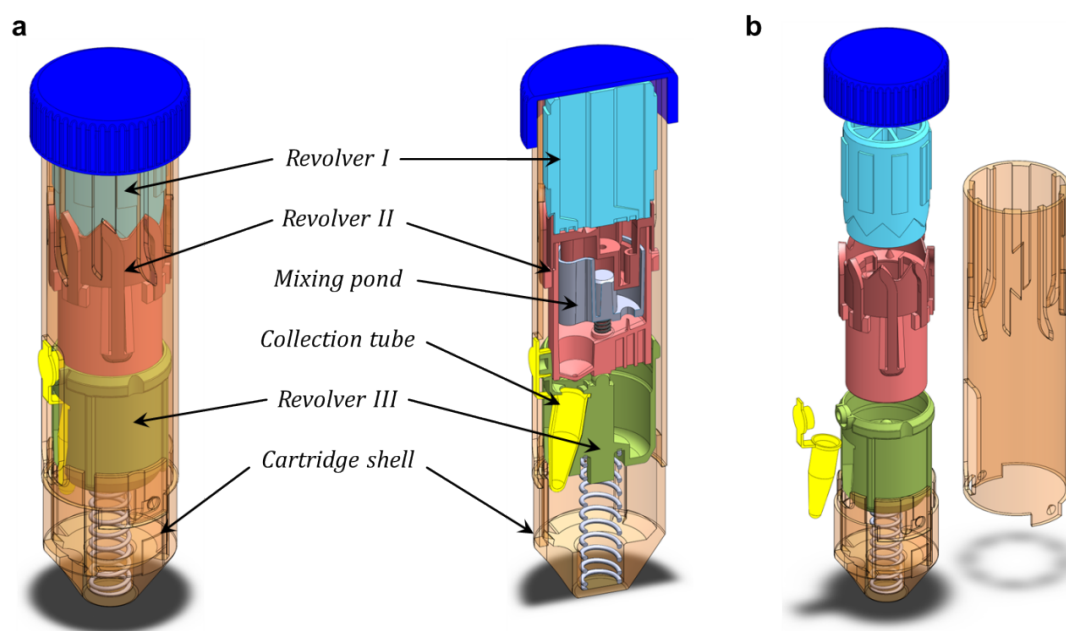 a
b
Revolver I
Revolver II
Mixing pond
Collection tube
Revolver III
Cartridge shell